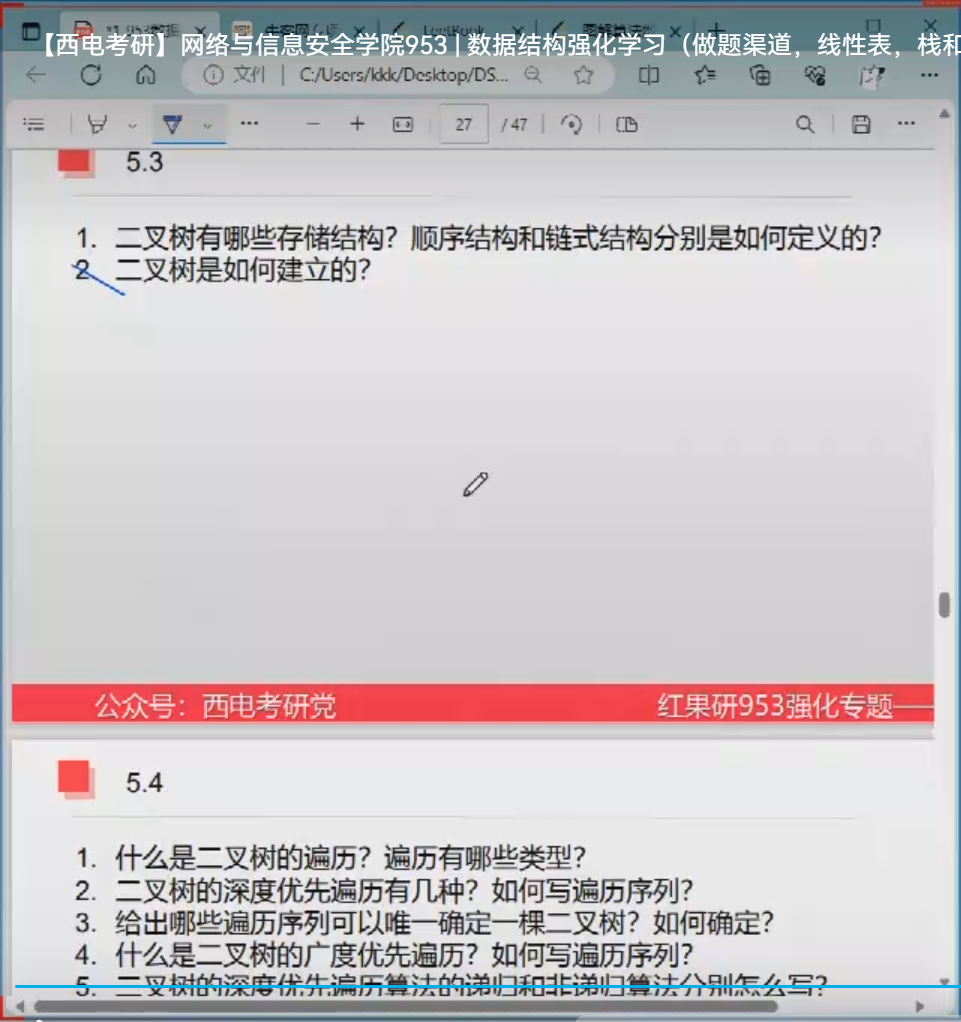 【西电考研】网络与信息安全学院953 | 数据结构强化学习（做题渠道，线性表，栈和
文件 | C:/Users/kkk/Desktop/DS...
27 / 47
5.3
1. 二叉树有哪些存储结构？顺序结构和链式结构分别是如何定义的？
2. 二叉树是如何建立的？
公众号：西电考研党
红果研953强化专题——
5.4
1. 什么是二叉树的遍历？遍历有哪些类型？
2. 二叉树的深度优先遍历有几种？如何写遍历序列？
3. 给出哪些遍历序列可以唯一确定一棵二叉树？如何确定？
4. 什么是二叉树的广度优先遍历？如何写遍历序列？
5. 二叉树的深度优先遍历算法的递归和非递归算法分别怎么写？